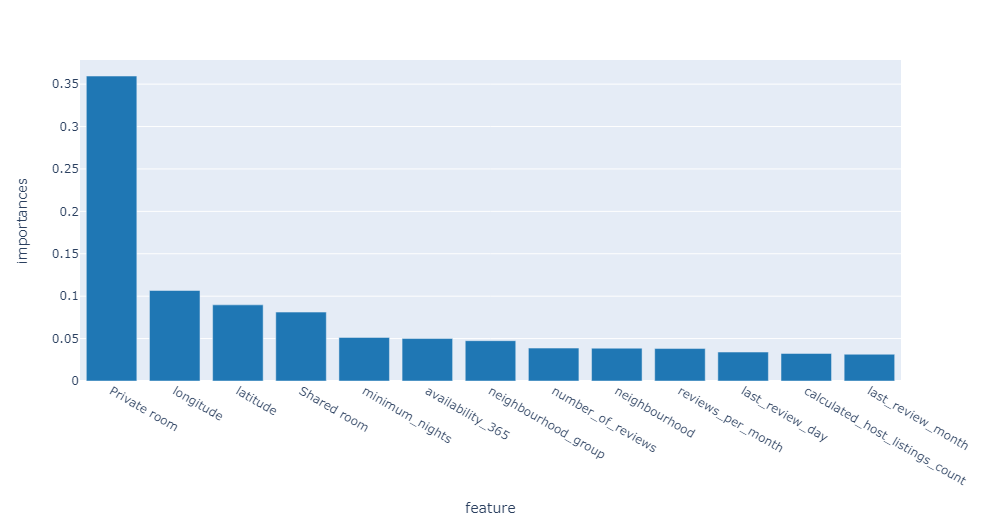 importances
0.35
0.3
0.25
0.2
0.15
0.1
0.05
0
Private room
longitude
latitude
Shared room
minimum_nights
availability_365
neighbourhood_group
number_of_reviews
neighbourhood
reviews_per_month
last_review_day
calculated_host_listings_count
last_review_month
feature